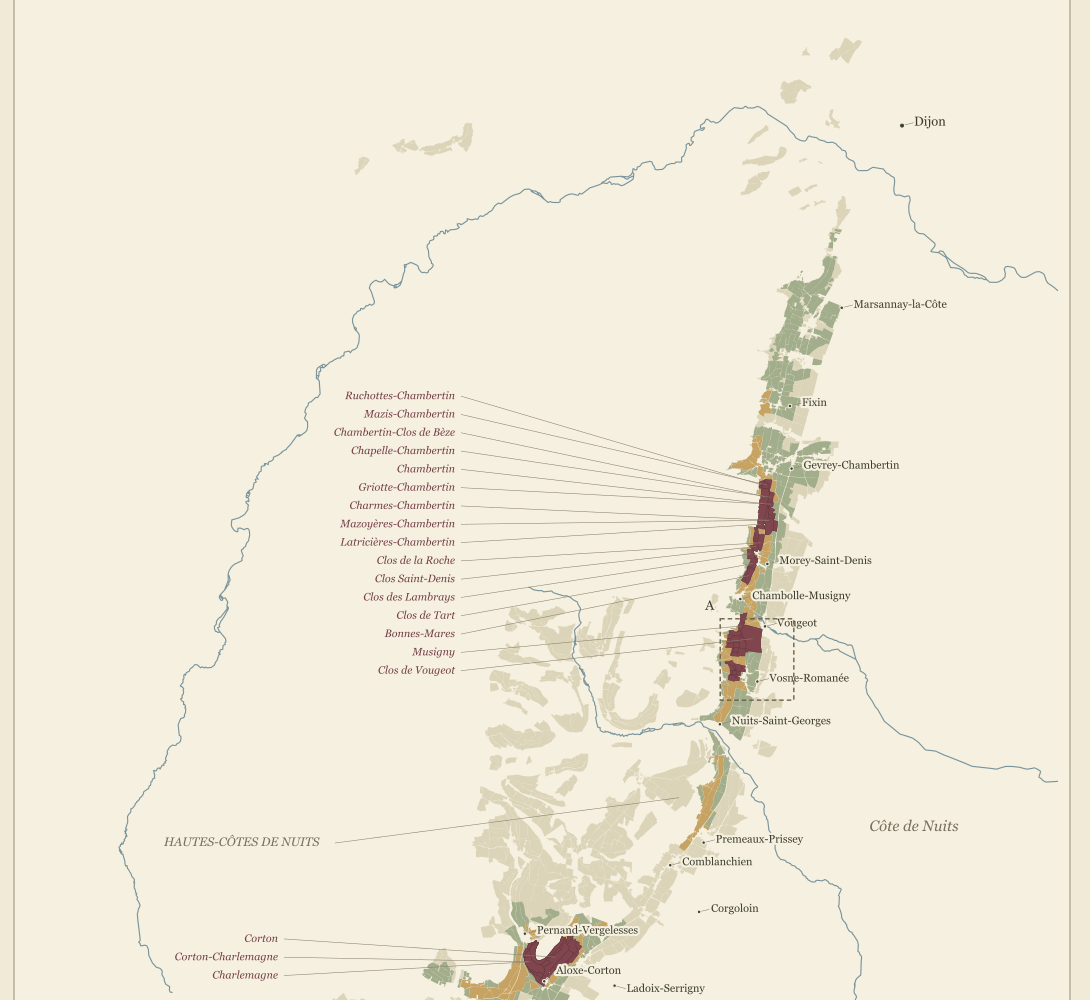 Dijon
Marsannay-la-Côte
Ruchottes-Chambertin
Fixin
Mazis-Chambertin
Chambertin-Clos de Bèze
Chapelle-Chambertin
Gevrey-Chambertin
Chambertin
Griotte-Chambertin
Charmes-Chambertin
Mazoyères-Chambertin
Latricières-Chambertin
Clos de la Roche
Morey-Saint-Denis
Clos Saint-Denis
Clos des Lambrays
Chambolle-Musigny
A
Clos de Tart
Vougeot
Bonnes-Mares
Musigny
Clos de Vougeot
Vosne-Romanée
Nuits-Saint-Georges
Côte de Nuits
HAUTES-CÔTES DE NUITS
Premeaux-Prissey
Comblanchien
Corgoloin
Pernand-Vergelesses
Corton
Corton-Charlemagne
Aloxe-Corton
Charlemagne
Ladoix-Serrigny